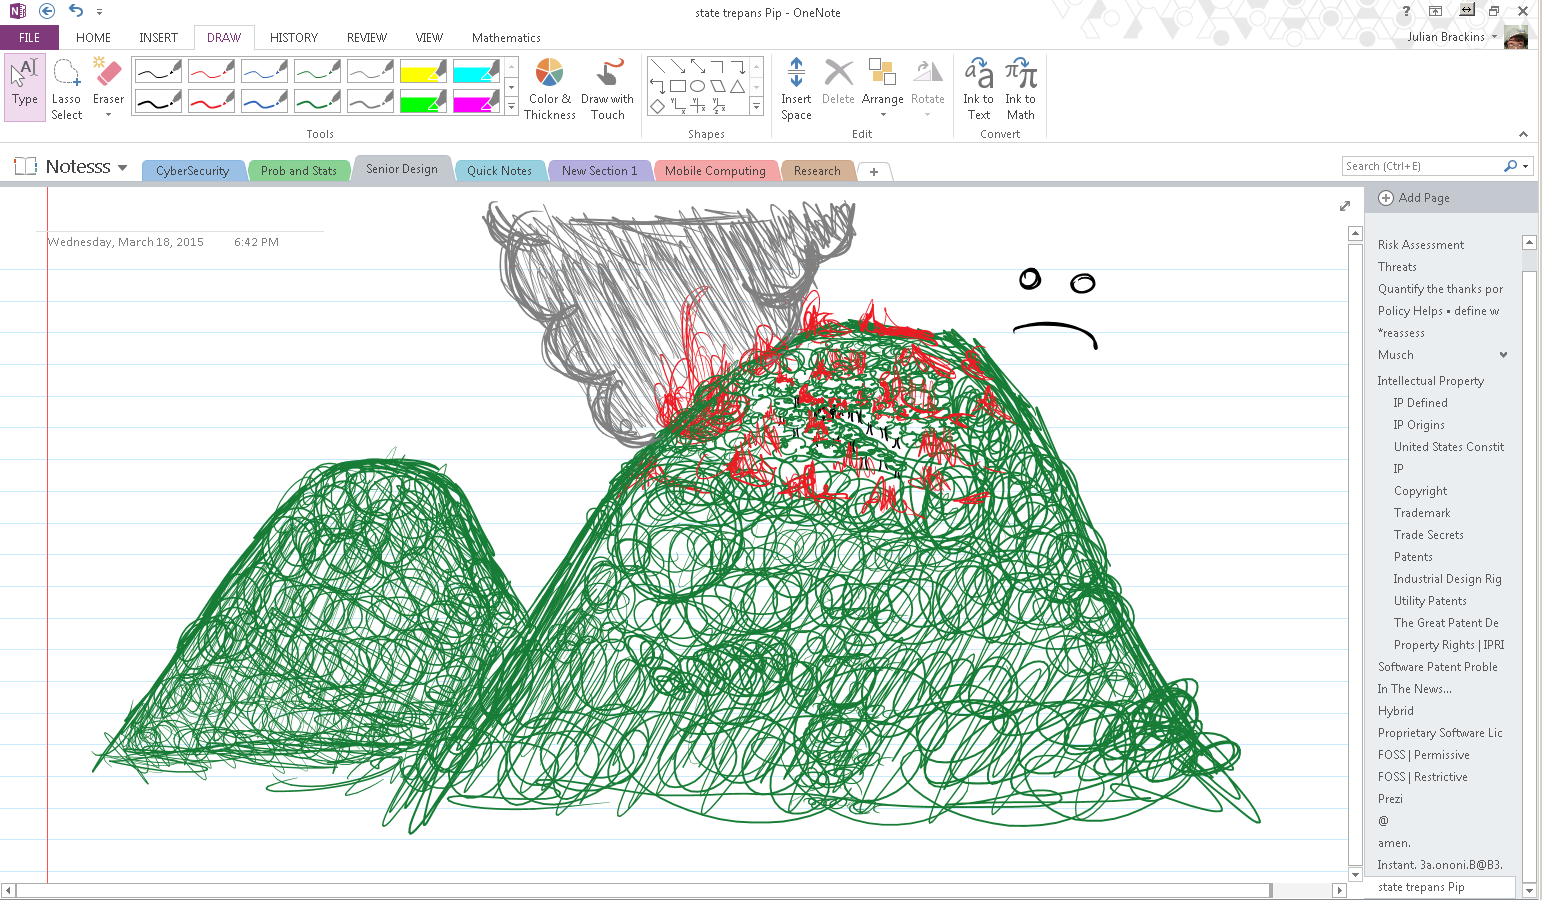 state trepans Pip - OneNote
Julian Brackins
FILE HOME INSERT DRAW HISTORY REVIEW VIEW Mathematics
Type
Lasso Select
Eraser
Color & Thickness
Draw with Touch
Insert Space
Delete
Arrange
Rotate
Ink to Text
Ink to Math
Tools
Shapes
Edit
Convert
Notesss
CyberSecurity
Prob and Stats
Senior Design
Quick Notes
New Section 1
Mobile Computing
Research
Search (Ctrl+E)
Wednesday, March 18, 2015 6:42 PM
Add Page
Risk Assessment
Threats
Quantify the thanks por
Policy Helps • define w
*reassess
Musch
Intellectual Property
IP Defined
IP Origins
United States Constit
IP
Copyright
Trademark
Trade Secrets
Patents
Industrial Design Rig
Utility Patents
The Great Patent De
Property Rights | IPRI
Software Patent Proble
In The News...
Hybrid
Proprietary Software Lic
FOSS | Permissive
FOSS | Restrictive
Prezi
@
amen.
Instant. 3a.ononi.B@B3.
state trepans Pip